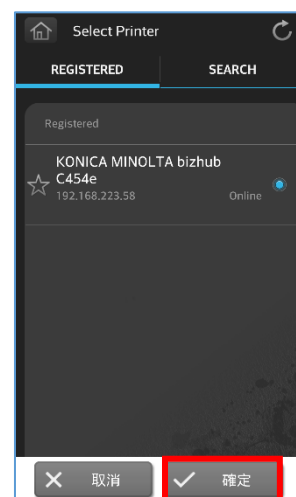 Select Printer
REGISTERED SEARCH
Registered
KONICA MINOLTA bizhub
C454e
192.168.223.58 Online
取消 確定